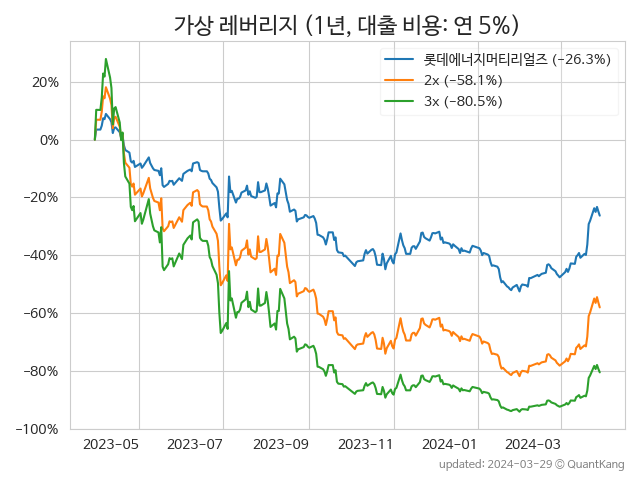 가상 레버리지 (1년, 대출 비용: 연 5%)
롯데에너지머티리얼즈 (−26.3%)
2x (−58.1%)
3x (−80.5%)
20%
0%
−20%
−40%
−60%
−80%
−100%
2023-05 2023-07 2023-09 2023-11 2024-01 2024-03
updated: 2024-03-29 © QuantKang